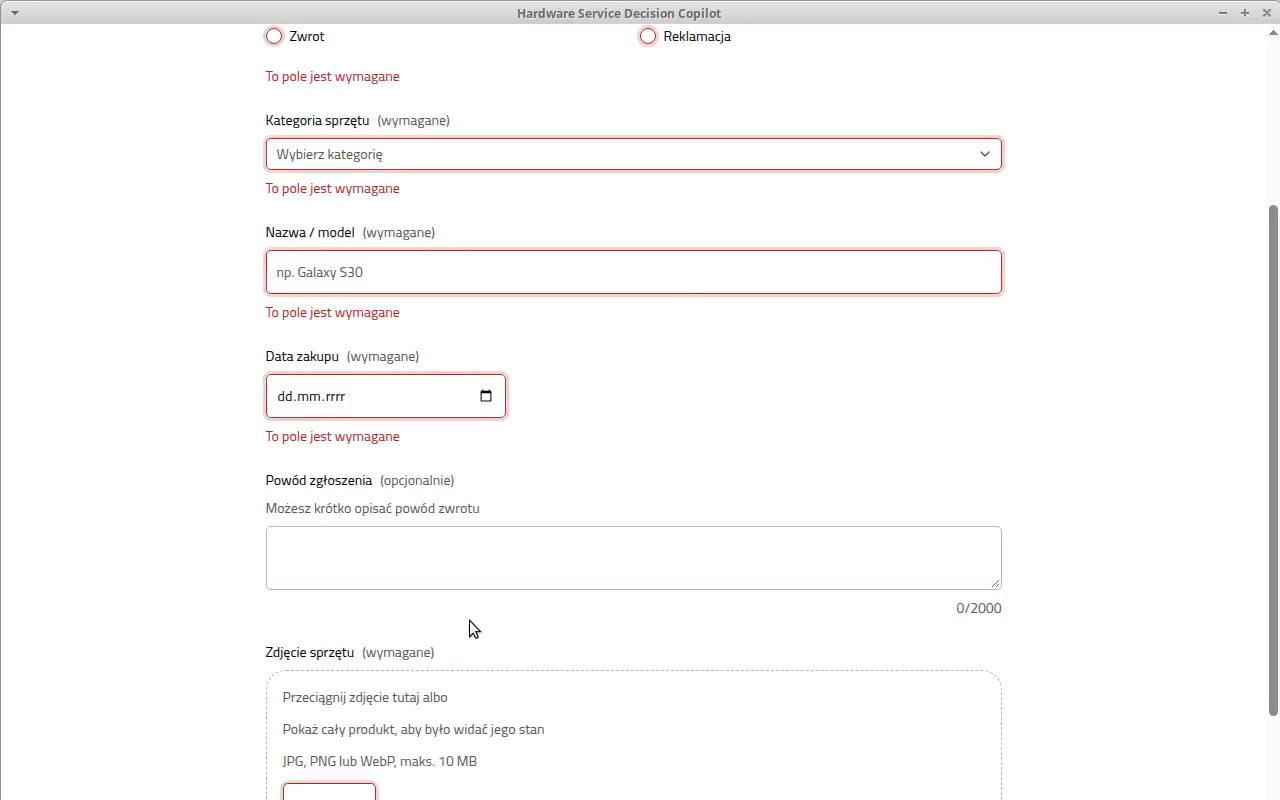 Hardware Service Decision Copilot
Zwrot
Reklamacja
To pole jest wymagane
Kategoria sprzętu (wymagane)
Wybierz kategorię
To pole jest wymagane
Nazwa / model (wymagane)
np. Galaxy S30
To pole jest wymagane
Data zakupu (wymagane)
dd.mm.rrrr
To pole jest wymagane
Powód zgłoszenia (opcjonalnie)
Możesz krótko opisać powód zwrotu
0/2000
Zdjęcie sprzętu (wymagane)
Przeciągnij zdjęcie tutaj albo
Pokaż cały produkt, aby było widać jego stan
JPG, PNG lub WebP, maks. 10 MB